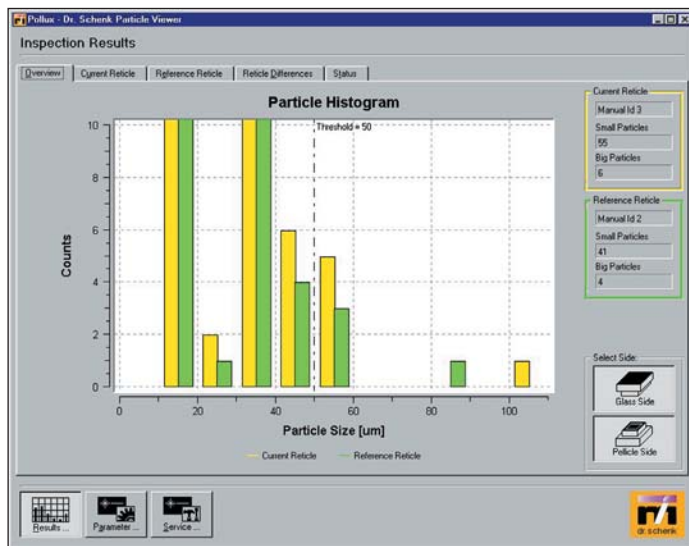 Pollux - Dr. Schenk Particle Viewer
Inspection Results
Overview Current Reticle Reference Reticle Reticle Differences Status
Particle Histogram
Threshold = 50
10
8
6
4
2
0
Counts
0 20 40 60 80 100
Particle Size [um]
Current Reticle Reference Reticle
Current Reticle
Manual Id 3
Small Particles
55
Big Particles
6
Reference Reticle
Manual Id 2
Small Particles
41
Big Particles
4
Select Side:
Glass Side
Pellicle Side
Results ... Parameter ... Service ...
dr. schenk